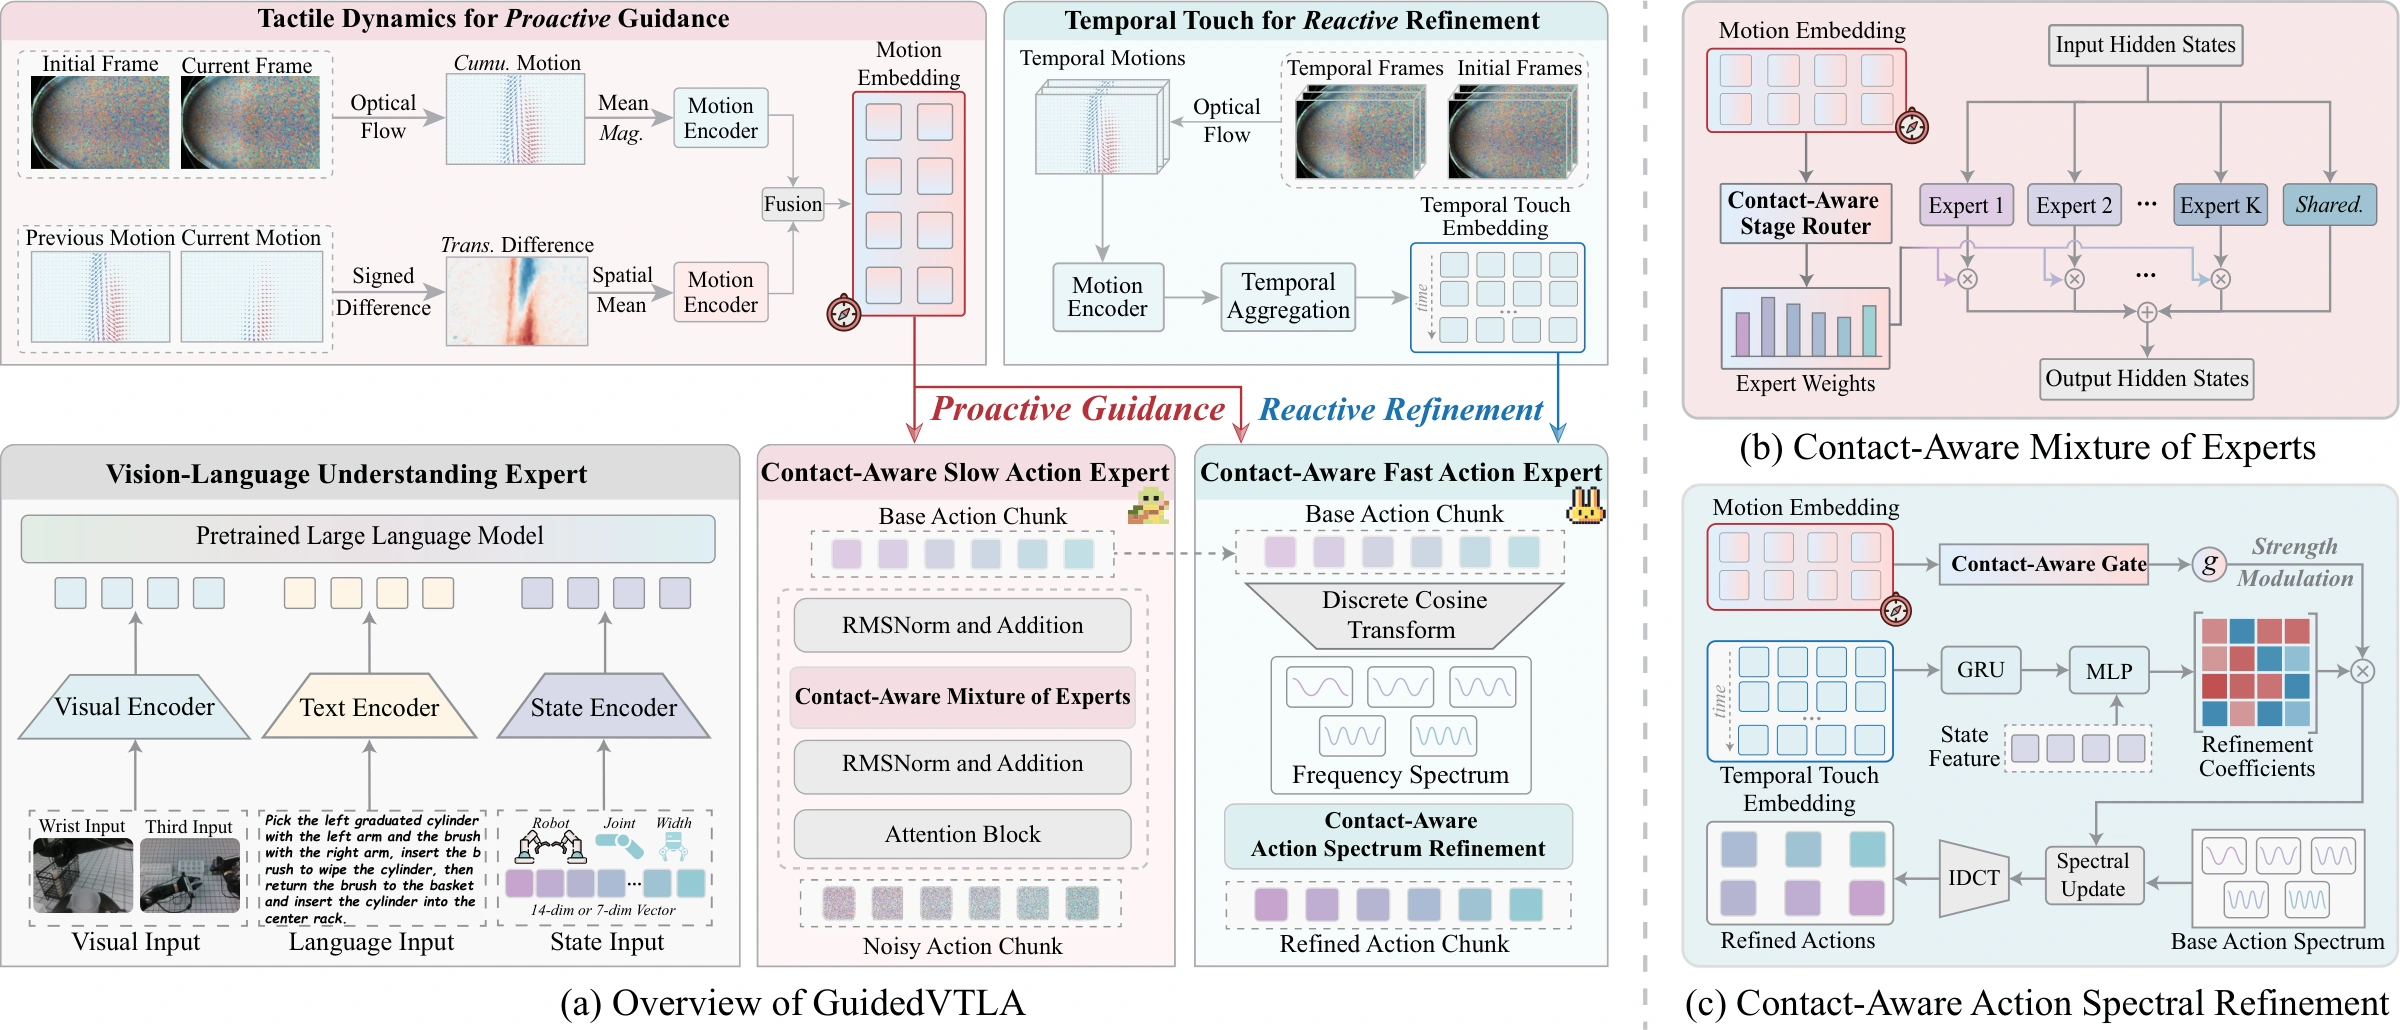 Tactile Dynamics for Proactive Guidance
Initial Frame
Current Frame
Optical
Flow
Cumu. Motion
Mean
Mag.
Motion
Encoder
Motion
Embedding
Fusion
Previous Motion
Current Motion
Signed
Difference
Trans. Difference
Spatial
Mean
Motion
Encoder
Temporal Touch for Reactive Refinement
Temporal Motions
Optical
Flow
Temporal Frames
Initial Frames
Motion
Encoder
Temporal
Aggregation
Temporal Touch
Embedding
time
...
Proactive Guidance
Reactive Refinement
Vision-Language Understanding Expert
Pretrained Large Language Model
Visual Encoder
Text Encoder
State Encoder
Wrist Input
Third Input
Visual Input
Pick the left graduated cylinder
with the left arm and the brush
with the right arm, insert the b
rush to wipe the cylinder, then
return the brush to the basket
and insert the cylinder into the
center rack.
Language Input
Robot
Joint
Width
...
14-dim or 7-dim Vector
State Input
Contact-Aware Slow Action Expert
Base Action Chunk
RMSNorm and Addition
Contact-Aware Mixture of Experts
RMSNorm and Addition
Attention Block
Noisy Action Chunk
Contact-Aware Fast Action Expert
Base Action Chunk
Discrete Cosine
Transform
Frequency Spectrum
Contact-Aware
Action Spectrum Refinement
Refined Action Chunk
(a) Overview of GuidedVTLA
Motion Embedding
Contact-Aware
Stage Router
Expert Weights
Input Hidden States
Expert 1
Expert 2
...
Expert K
Shared.
...
Output Hidden States
(b) Contact-Aware Mixture of Experts
Motion Embedding
Contact-Aware Gate
g
Strength
Modulation
time
...
Temporal Touch
Embedding
GRU
MLP
State
Feature
Refinement
Coefficients
Refined Actions
IDCT
Spectral
Update
Base Action Spectrum
(c) Contact-Aware Action Spectral Refinement